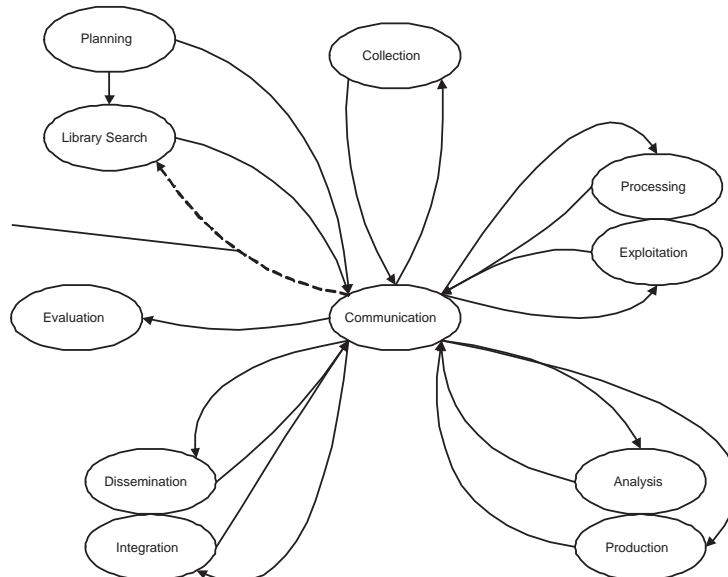 Planning
Collection
Library Search
Processing
Exploitation
Evaluation
Communication
Dissemination
Analysis
Integration
Production